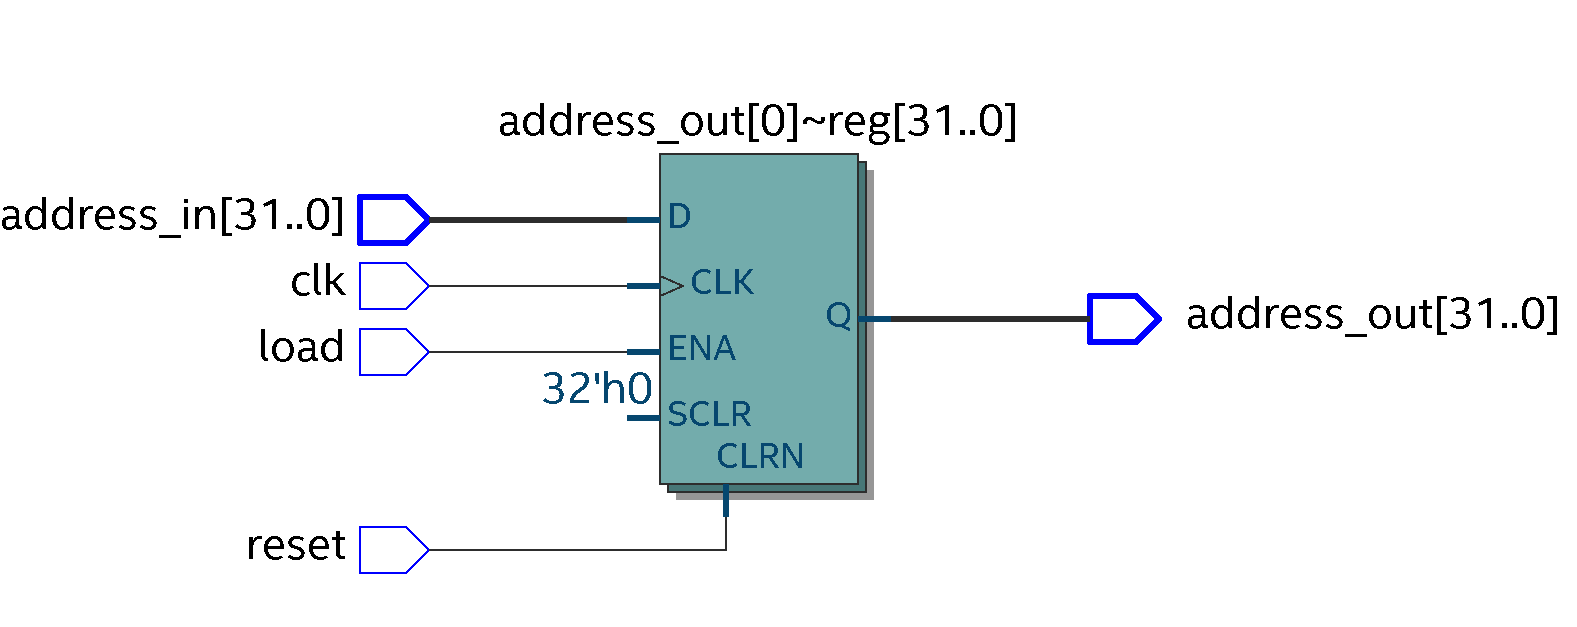 address_out[0]~reg[31..0]
address_in[31..0]
D
clk
CLK
Q
address_out[31..0]
load
ENA
32'h0
SCLR
CLRN
reset